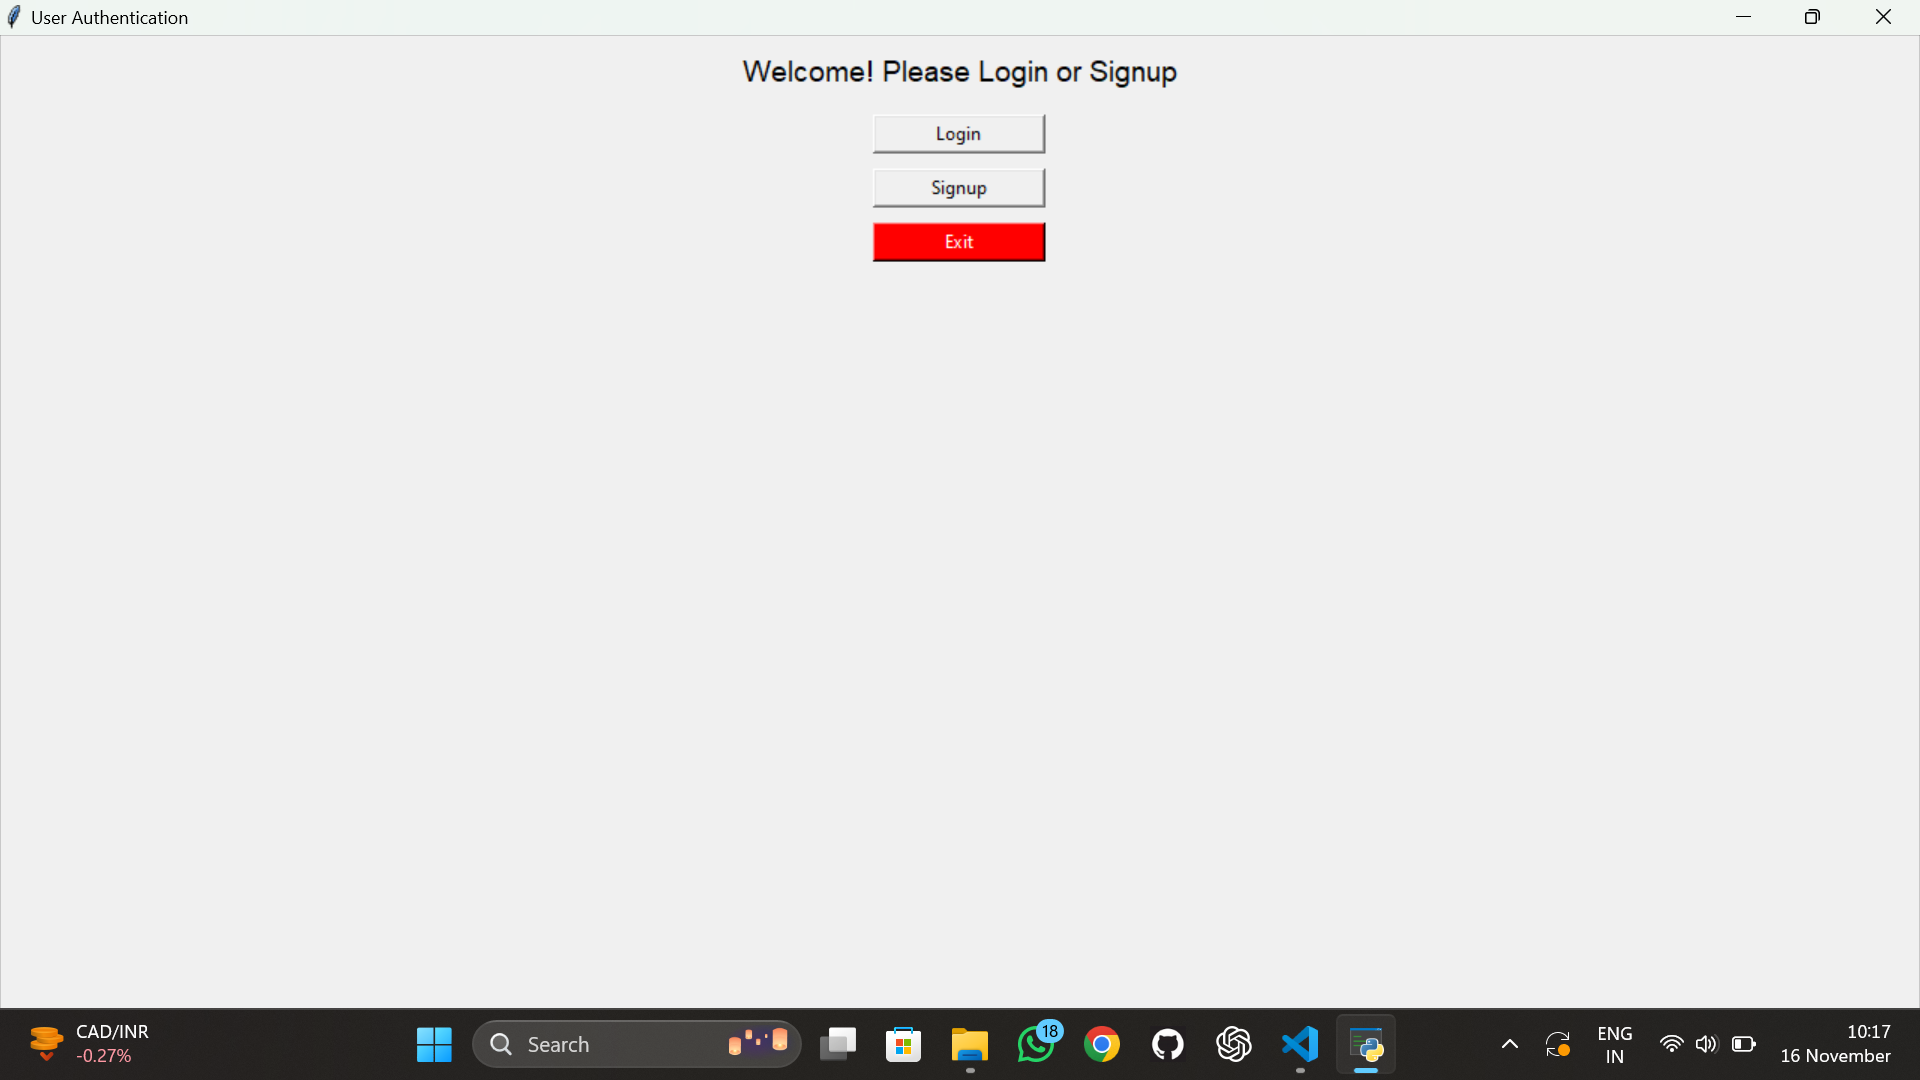 User Authentication
Welcome! Please Login or Signup
Login
Signup
Exit
CAD/INR
-0.27%
Search
18
ENG
IN
10:17
16 November